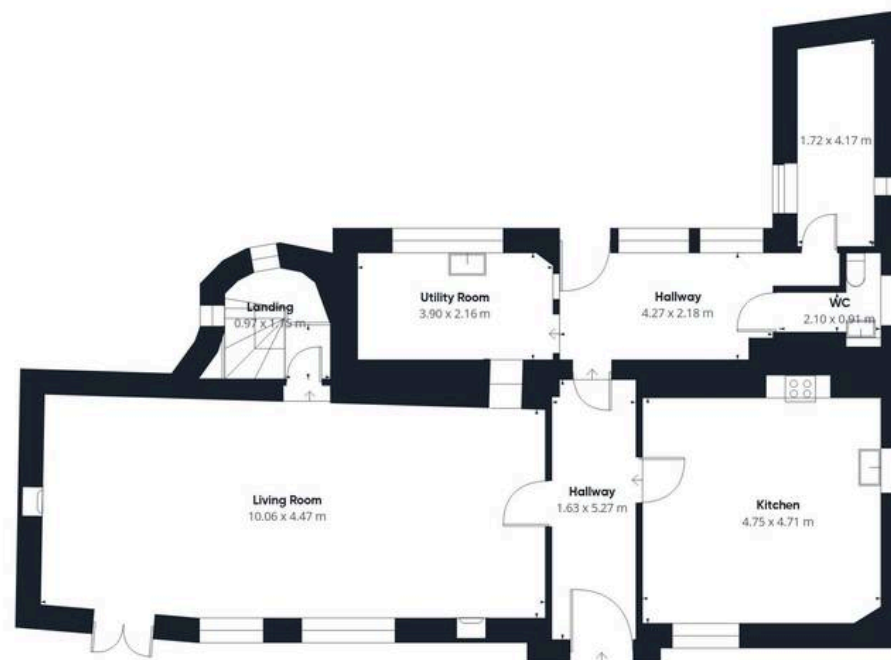 1.72 x 4.17 m
Landing
0.97 x 1.15 m
Utility Room
3.90 x 2.16 m
Hallway
4.27 x 2.18 m
WC
2.10 x 0.91 m
Living Room
10.06 x 4.47 m
Hallway
1.63 x 5.27 m
Kitchen
4.75 x 4.71 m